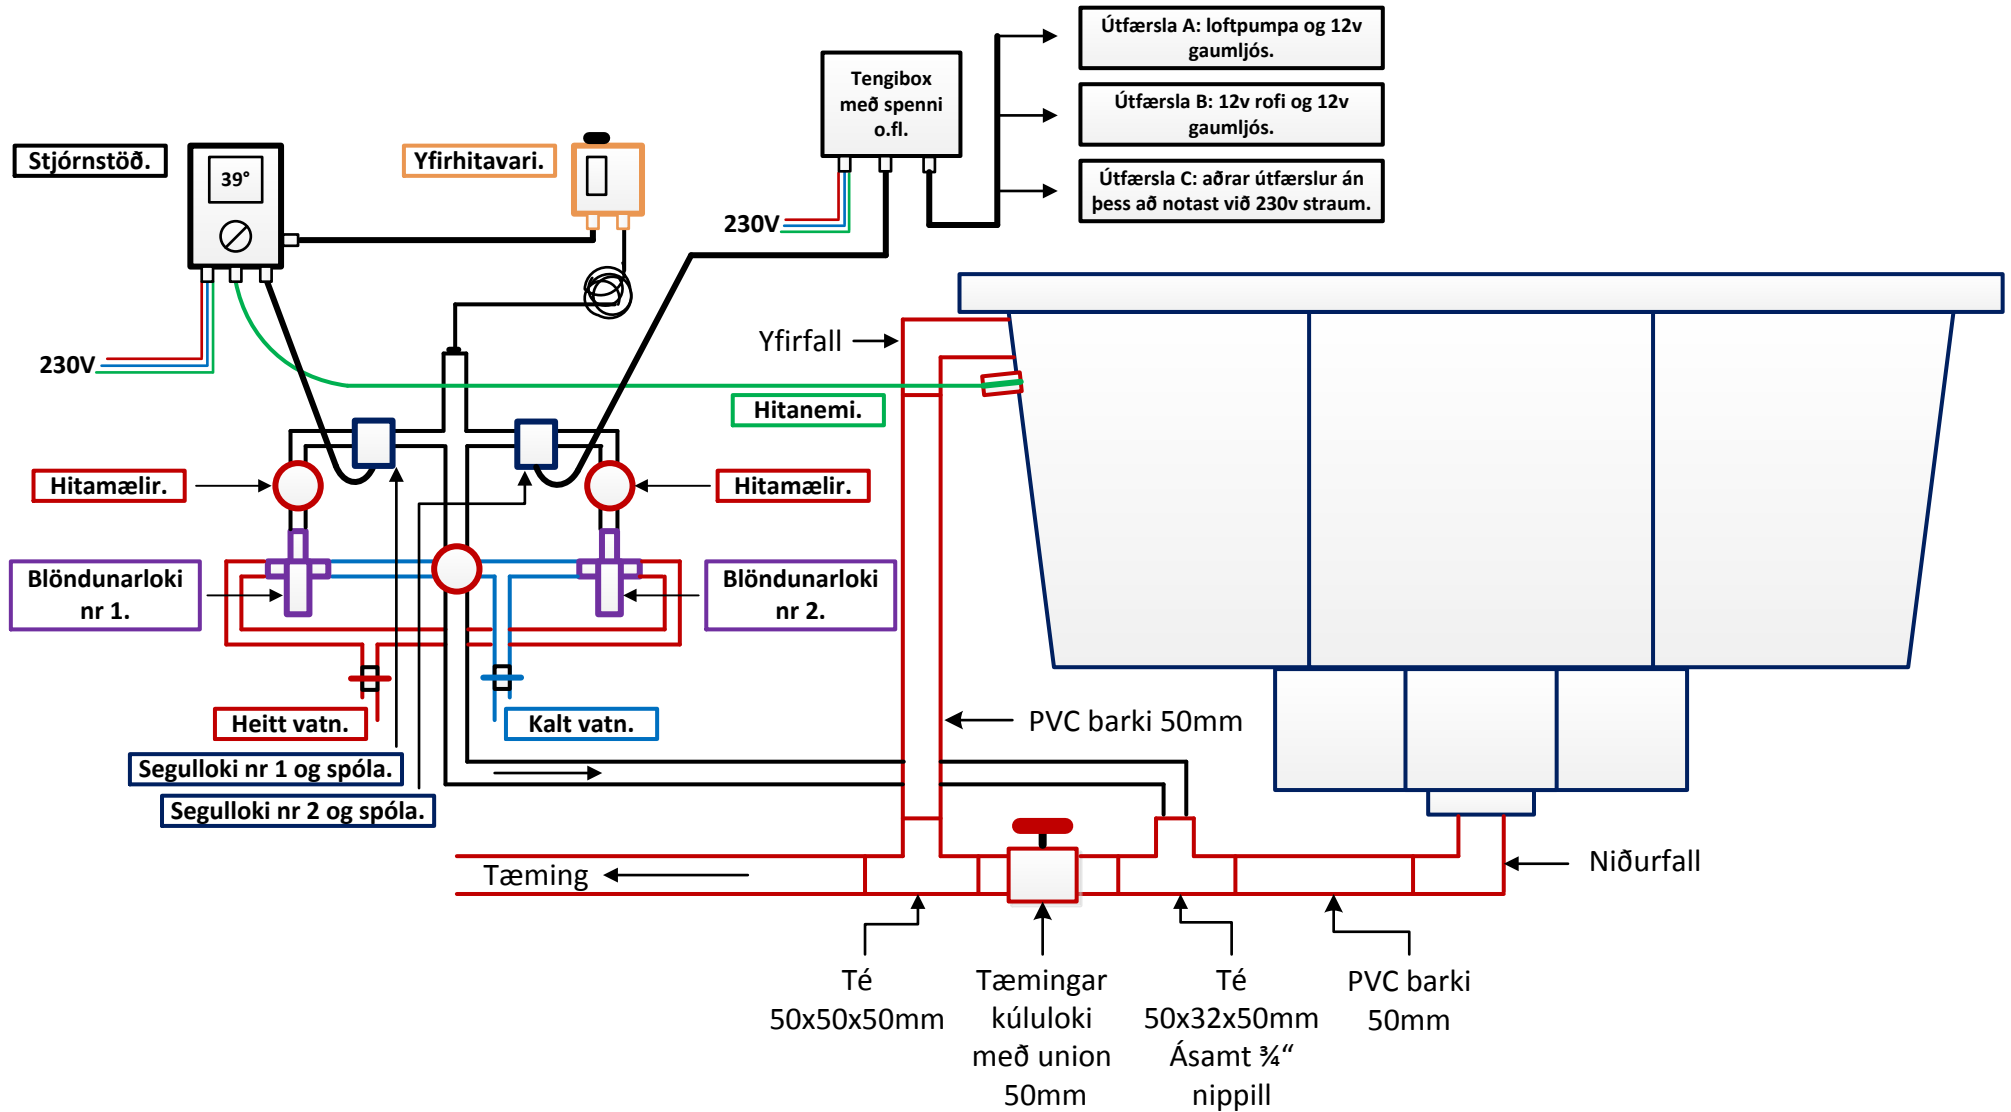 Útfærsla A: loftpumpa og 12v
gaumljós.
Tengibox
með spenni
o.fl.
Útfærsla B: 12v rofi og 12v
gaumljós.
Stjórnstöð.
39°
Yfirhitavari.
Útfærsla C: aðrar útfærslur án
þess að notast við 230v straum.
230V
Yfirfall
230V
Hitanemi.
Hitamælir.
Hitamælir.
Blöndunarloki
nr 1.
Blöndunarloki
nr 2.
Heitt vatn.
Kalt vatn.
PVC barki 50mm
Segulloki nr 1 og spóla.
Segulloki nr 2 og spóla.
Tæming
Niðurfall
Té
50x50x50mm
Tæmingar
kúluloki
með union
50mm
Té
50x32x50mm
Ásamt ¾“
nippill
PVC barki
50mm